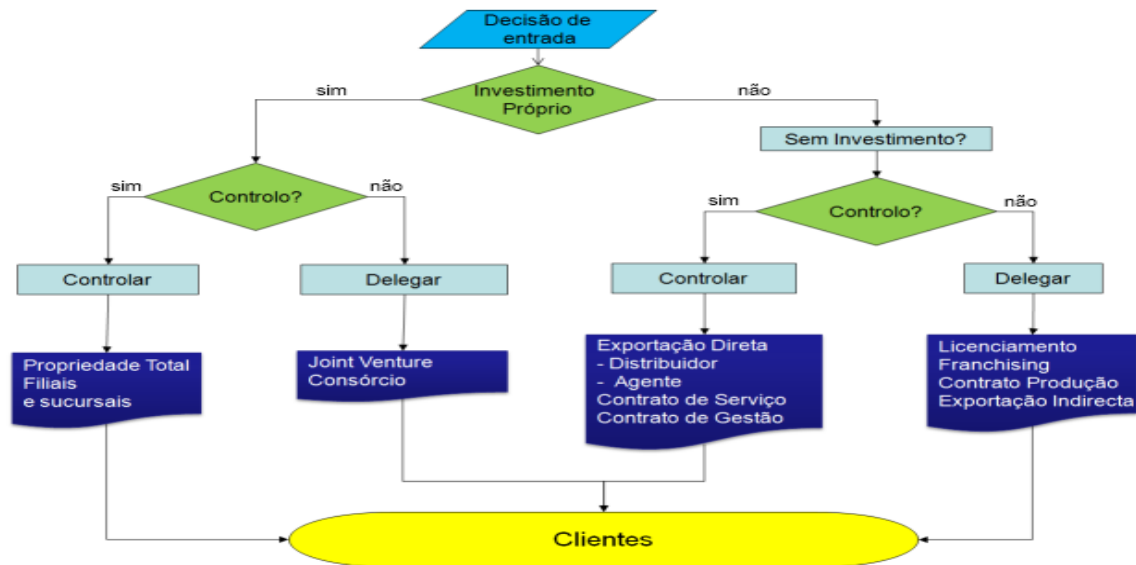 Decisão de
entrada
Investimento
Próprio
sim
não
Sem Investimento?
Controlo?
sim
não
Controlo?
sim
não
Controlar
Delegar
Controlar
Delegar
Propriedade Total
Filiais
e sucursais
Joint Venture
Consórcio
Exportação Direta
- Distribuidor
- Agente
Contrato de Serviço
Contrato de Gestão
Licenciamento
Franchising
Contrato Produção
Exportação Indirecta
Clientes